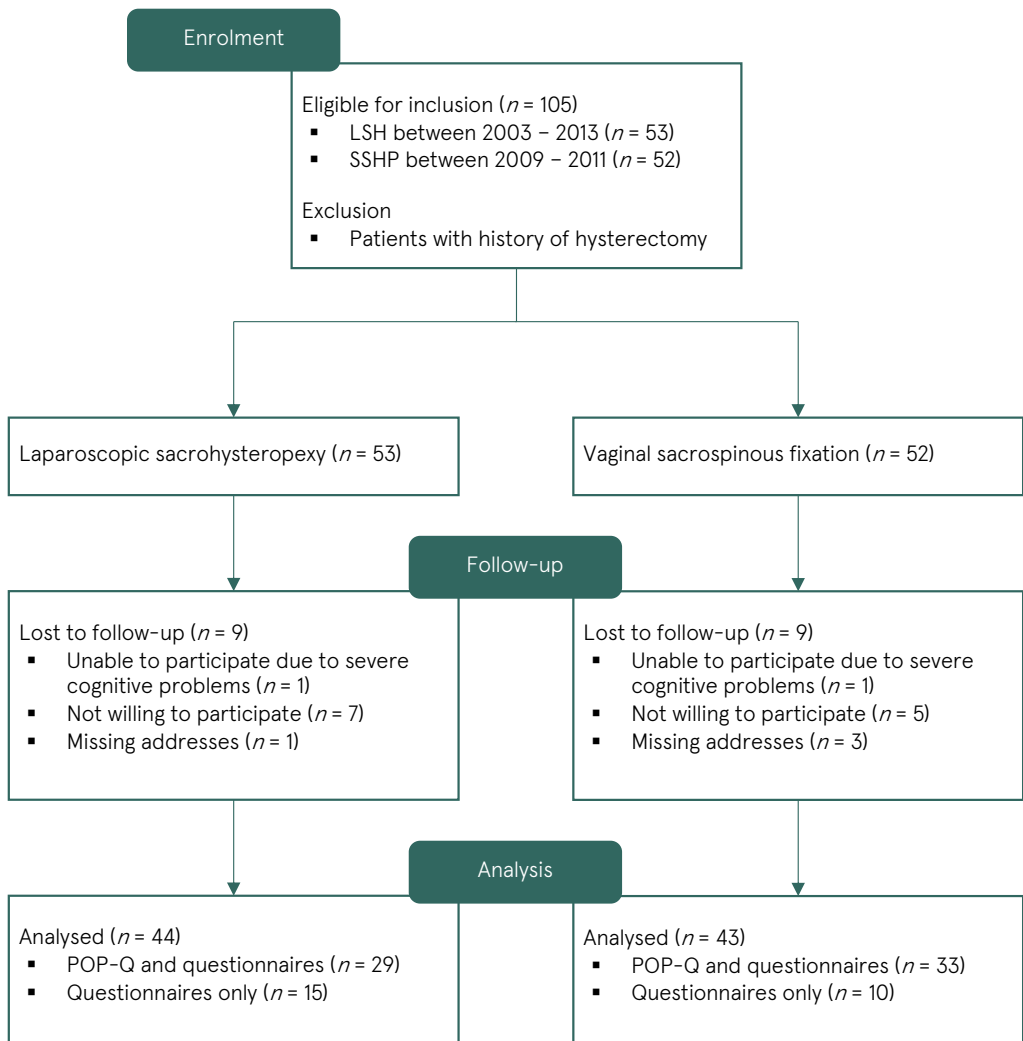 Enrolment
Eligible for inclusion (n = 105)
▪ LSH between 2003 – 2013 (n = 53)
▪ SSHP between 2009 – 2011 (n = 52)
Exclusion
▪ Patients with history of hysterectomy
Laparoscopic sacrohysteropexy (n = 53)
Vaginal sacrospinous fixation (n = 52)
Follow-up
Lost to follow-up (n = 9)
▪ Unable to participate due to severe
cognitive problems (n = 1)
▪ Not willing to participate (n = 7)
▪ Missing addresses (n = 1)
Lost to follow-up (n = 9)
▪ Unable to participate due to severe
cognitive problems (n = 1)
▪ Not willing to participate (n = 5)
▪ Missing addresses (n = 3)
Analysis
Analysed (n = 44)
▪ POP-Q and questionnaires (n = 29)
▪ Questionnaires only (n = 15)
Analysed (n = 43)
▪ POP-Q and questionnaires (n = 33)
▪ Questionnaires only (n = 10)